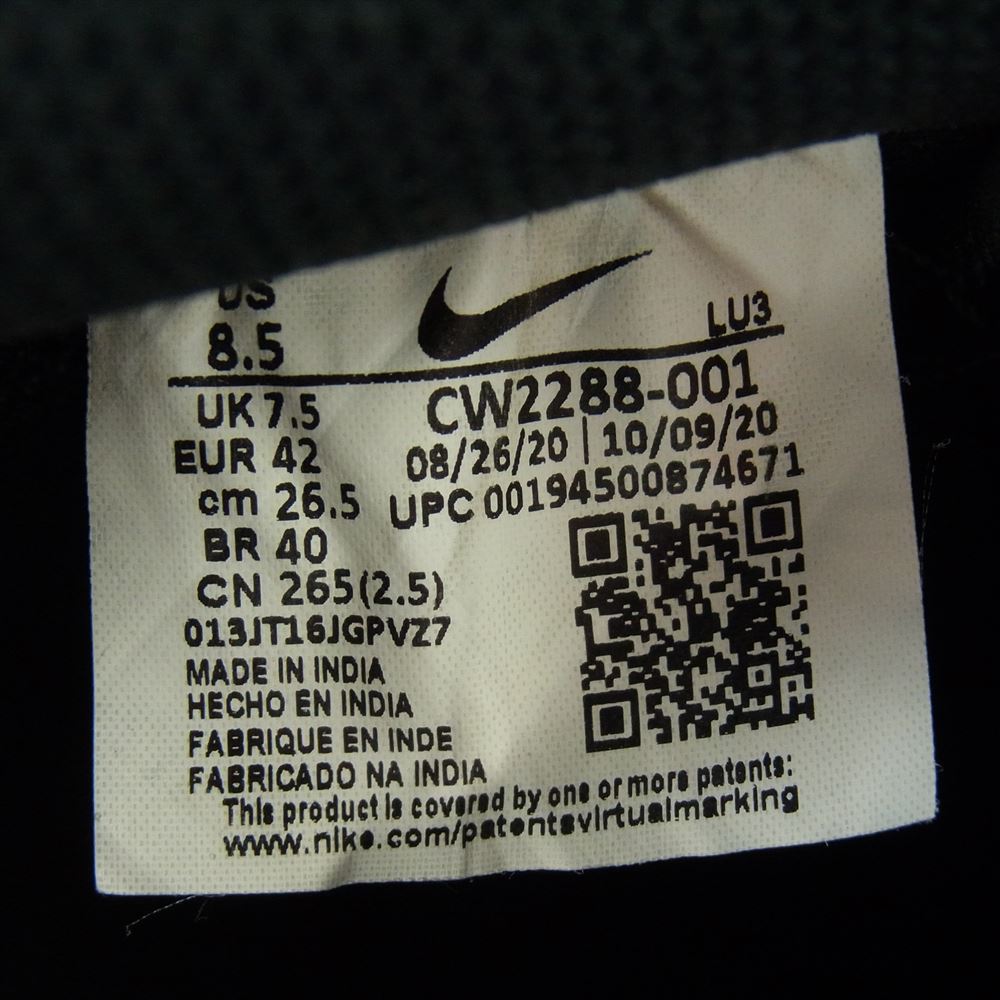 US
8.5
LU3
UK 7.5
EUR 42
cm 26.5
BR 40
CN 265(2.5)
CW2288-001
08/26/20 | 10/09/20
UPC 00194500874671
013JT16JGPVZ7
MADE IN INDIA
HECHO EN INDIA
FABRIQUE EN INDE
FABRICADO NA INDIA
This product is covered by one or more patents:
www.nike.com/patentsvirtualmarking